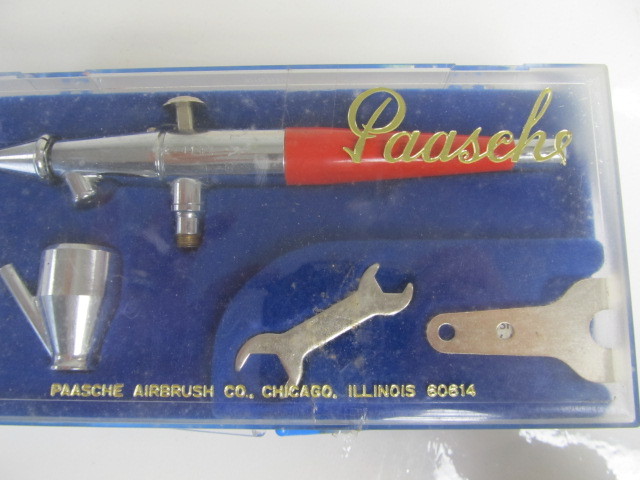 Paasche
PAASCHE AIRBRUSH CO., CHICAGO, ILLINOIS 60614